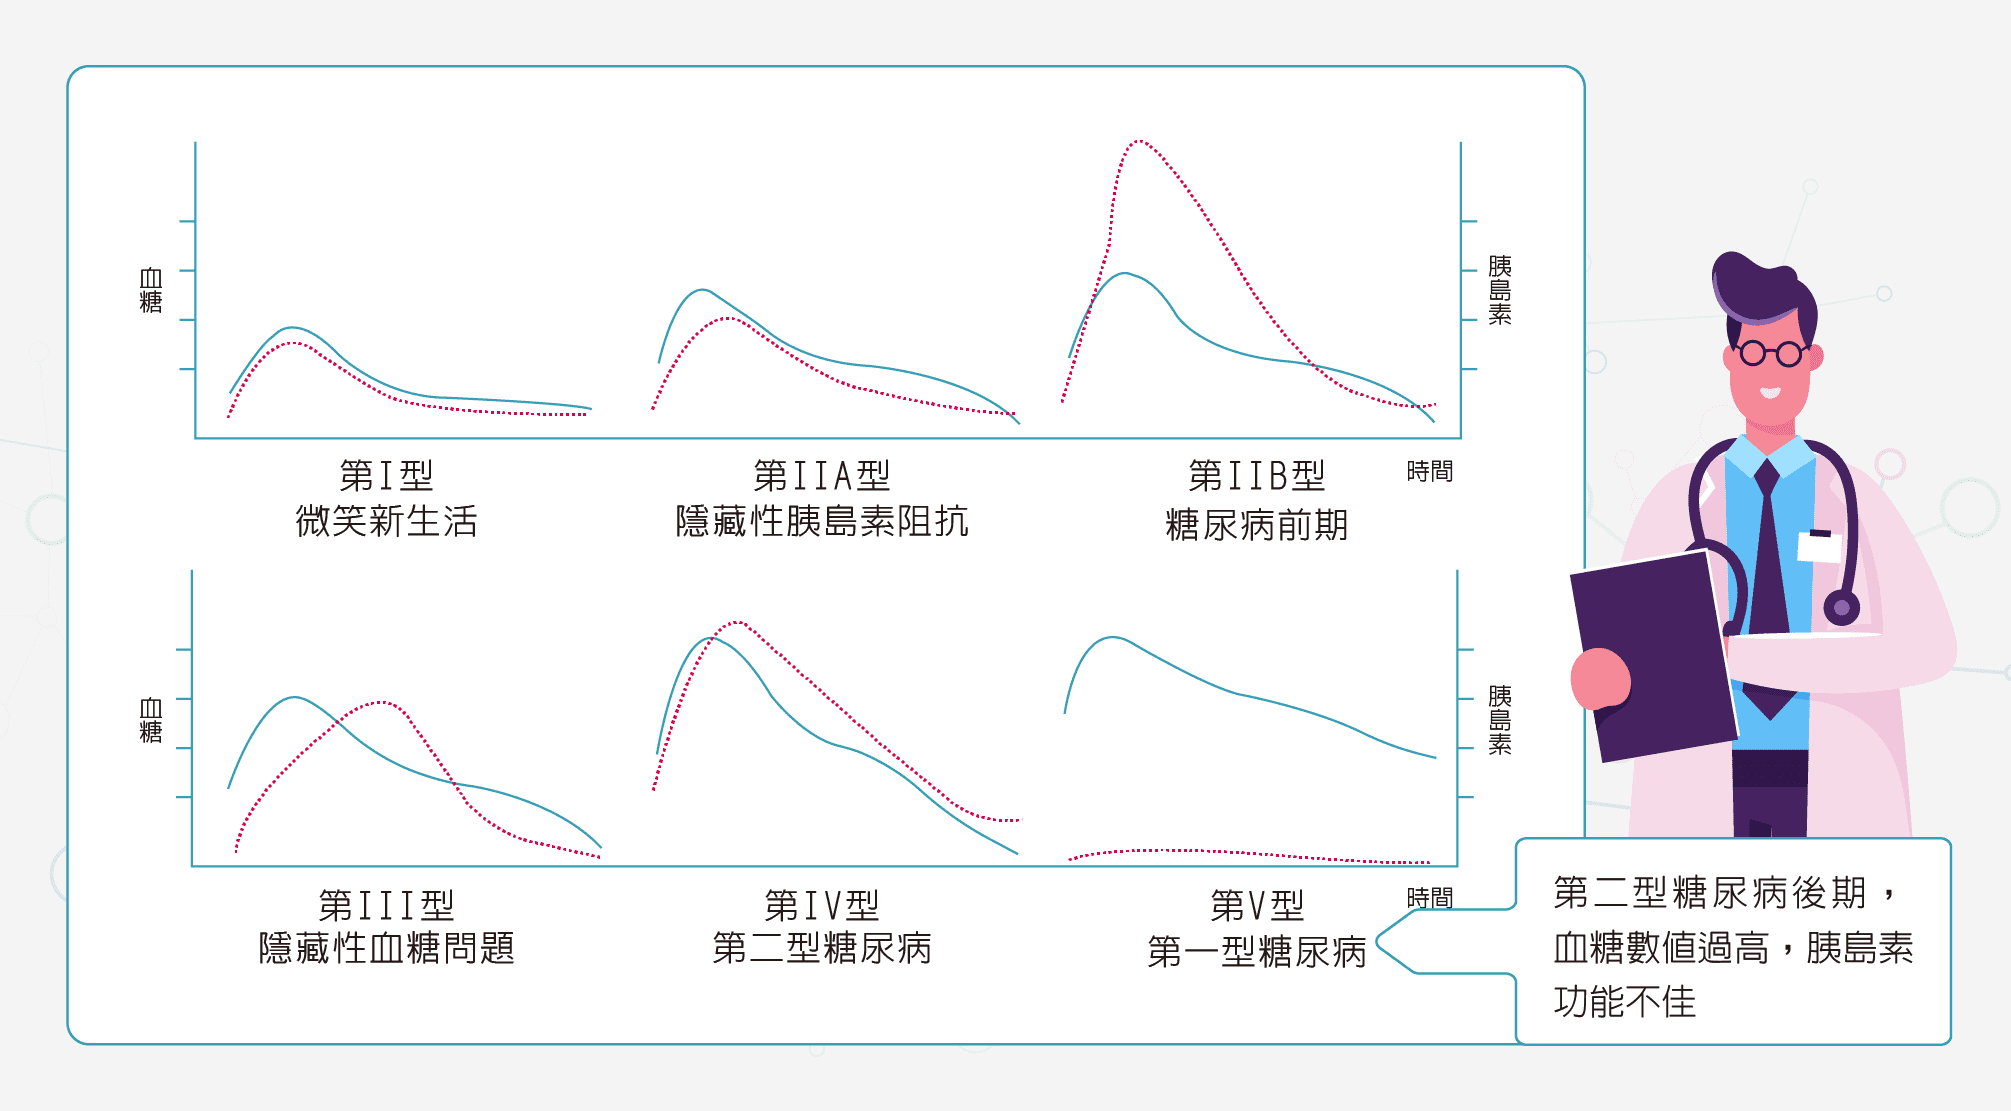 血糖
胰島素
第I型
微笑新生活
第IIA型
隱藏性胰島素阻抗
第IIB型
糖尿病前期
時間
血糖
胰島素
第III型
隱藏性血糖問題
第IV型
第二型糖尿病
第V型
第一型糖尿病
時間
第二型糖尿病後期，
血糖數值過高，胰島素
功能不佳